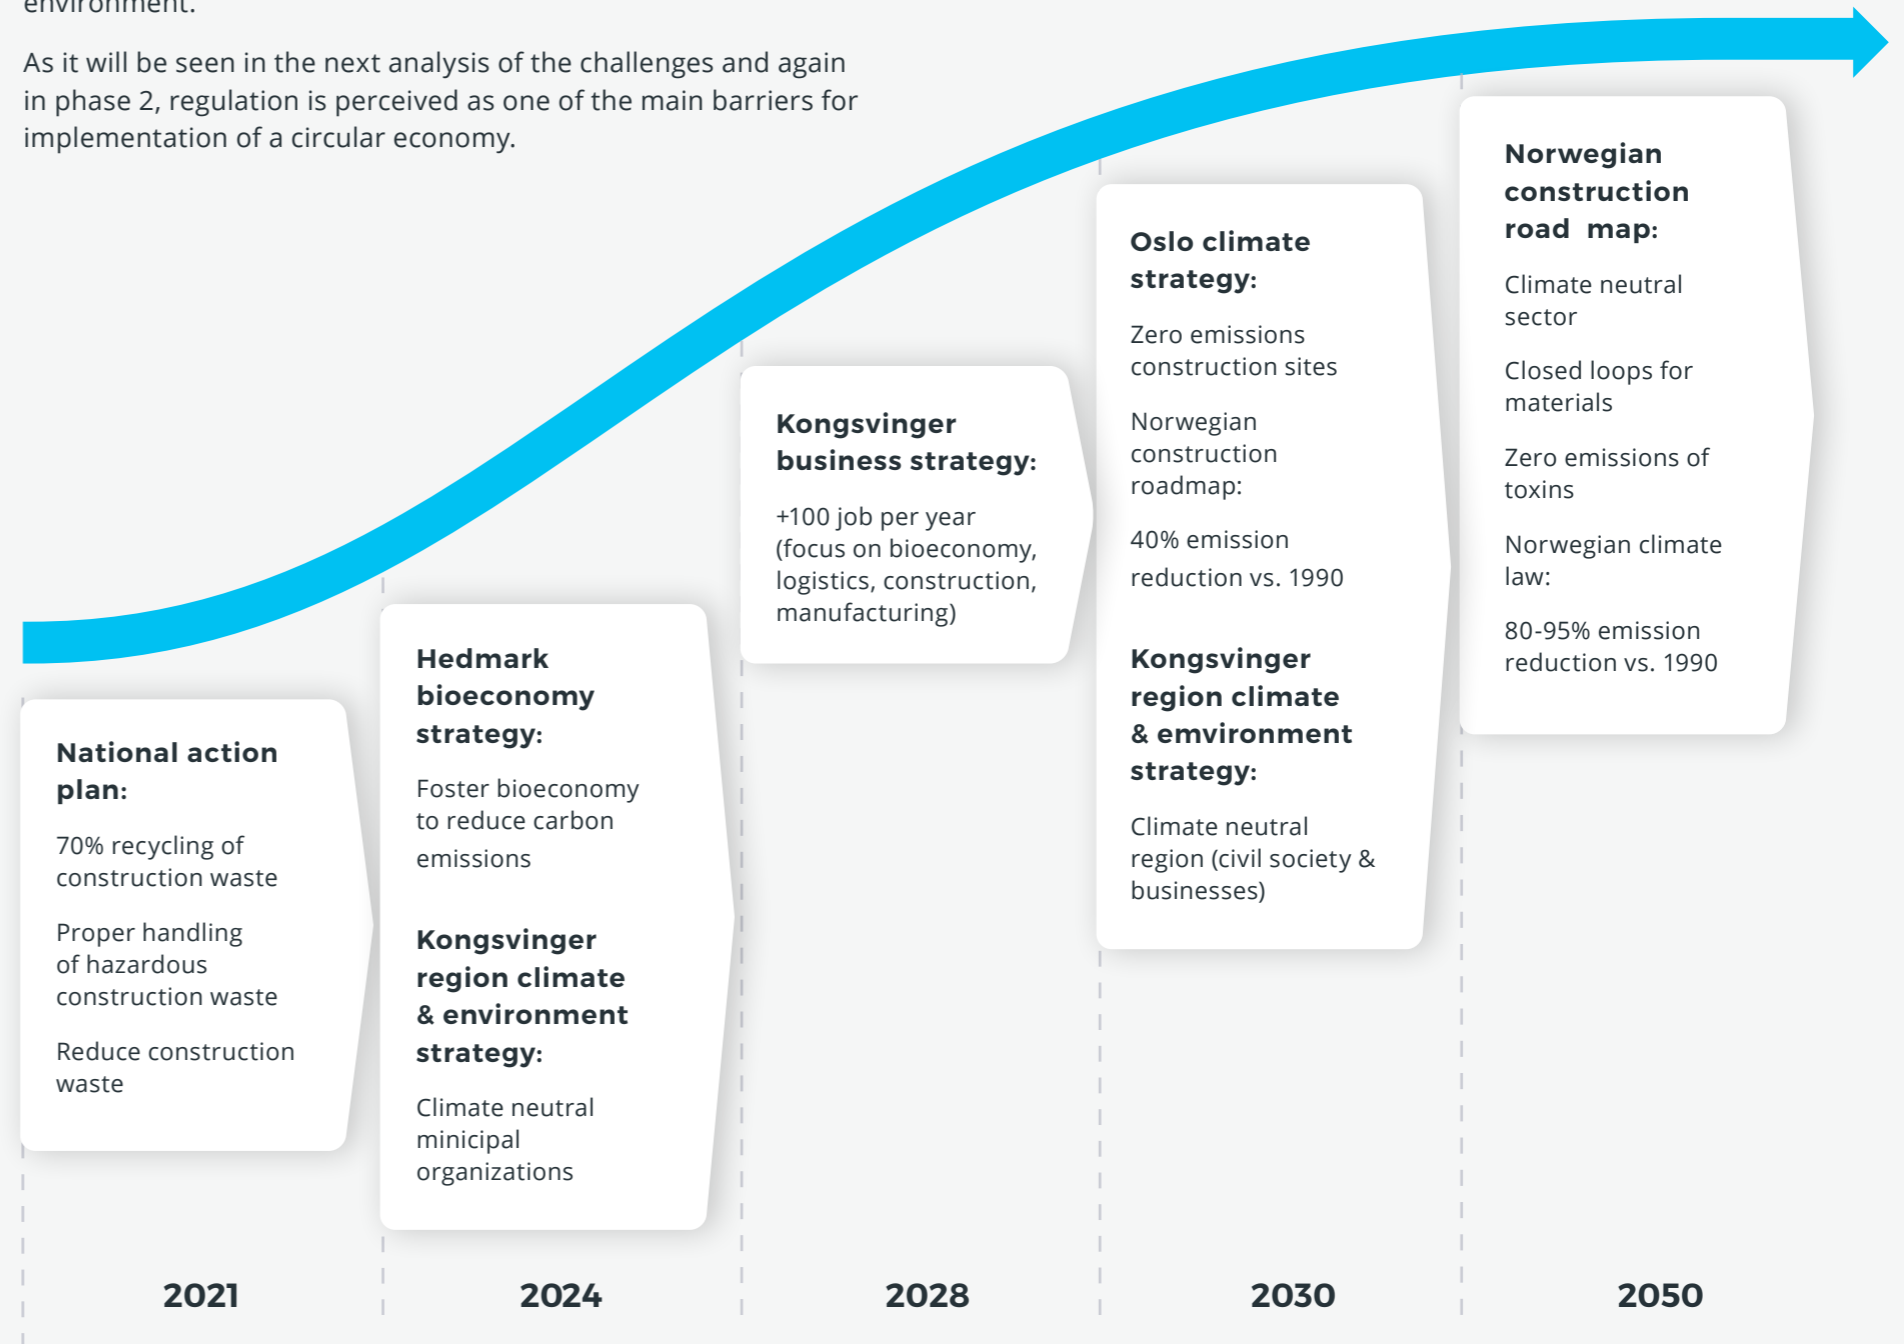 environment.
As it will be seen in the next analysis of the challenges and again
in phase 2, regulation is perceived as one of the main barriers for
implementation of a circular economy.
National action
plan:
70% recycling of
construction waste
Proper handling
of hazardous
construction waste
Reduce construction
waste
Hedmark
bioeconomy
strategy:
Foster bioeconomy
to reduce carbon
emissions
Kongsvinger
region climate
& environment
strategy:
Climate neutral
minicipal
organizations
Kongsvinger
business strategy:
+100 job per year
(focus on bioeconomy,
logistics, construction,
manufacturing)
Oslo climate
strategy:
Zero emissions
construction sites
Norwegian
construction
roadmap:
40% emission
reduction vs. 1990
Kongsvinger
region climate
& emvironment
strategy:
Climate neutral
region (civil society &
businesses)
Norwegian
construction
road  map:
Climate neutral
sector
Closed loops for
materials
Zero emissions of
toxins
Norwegian climate
law:
80-95% emission
reduction vs. 1990
2021
2024
2028
2030
2050